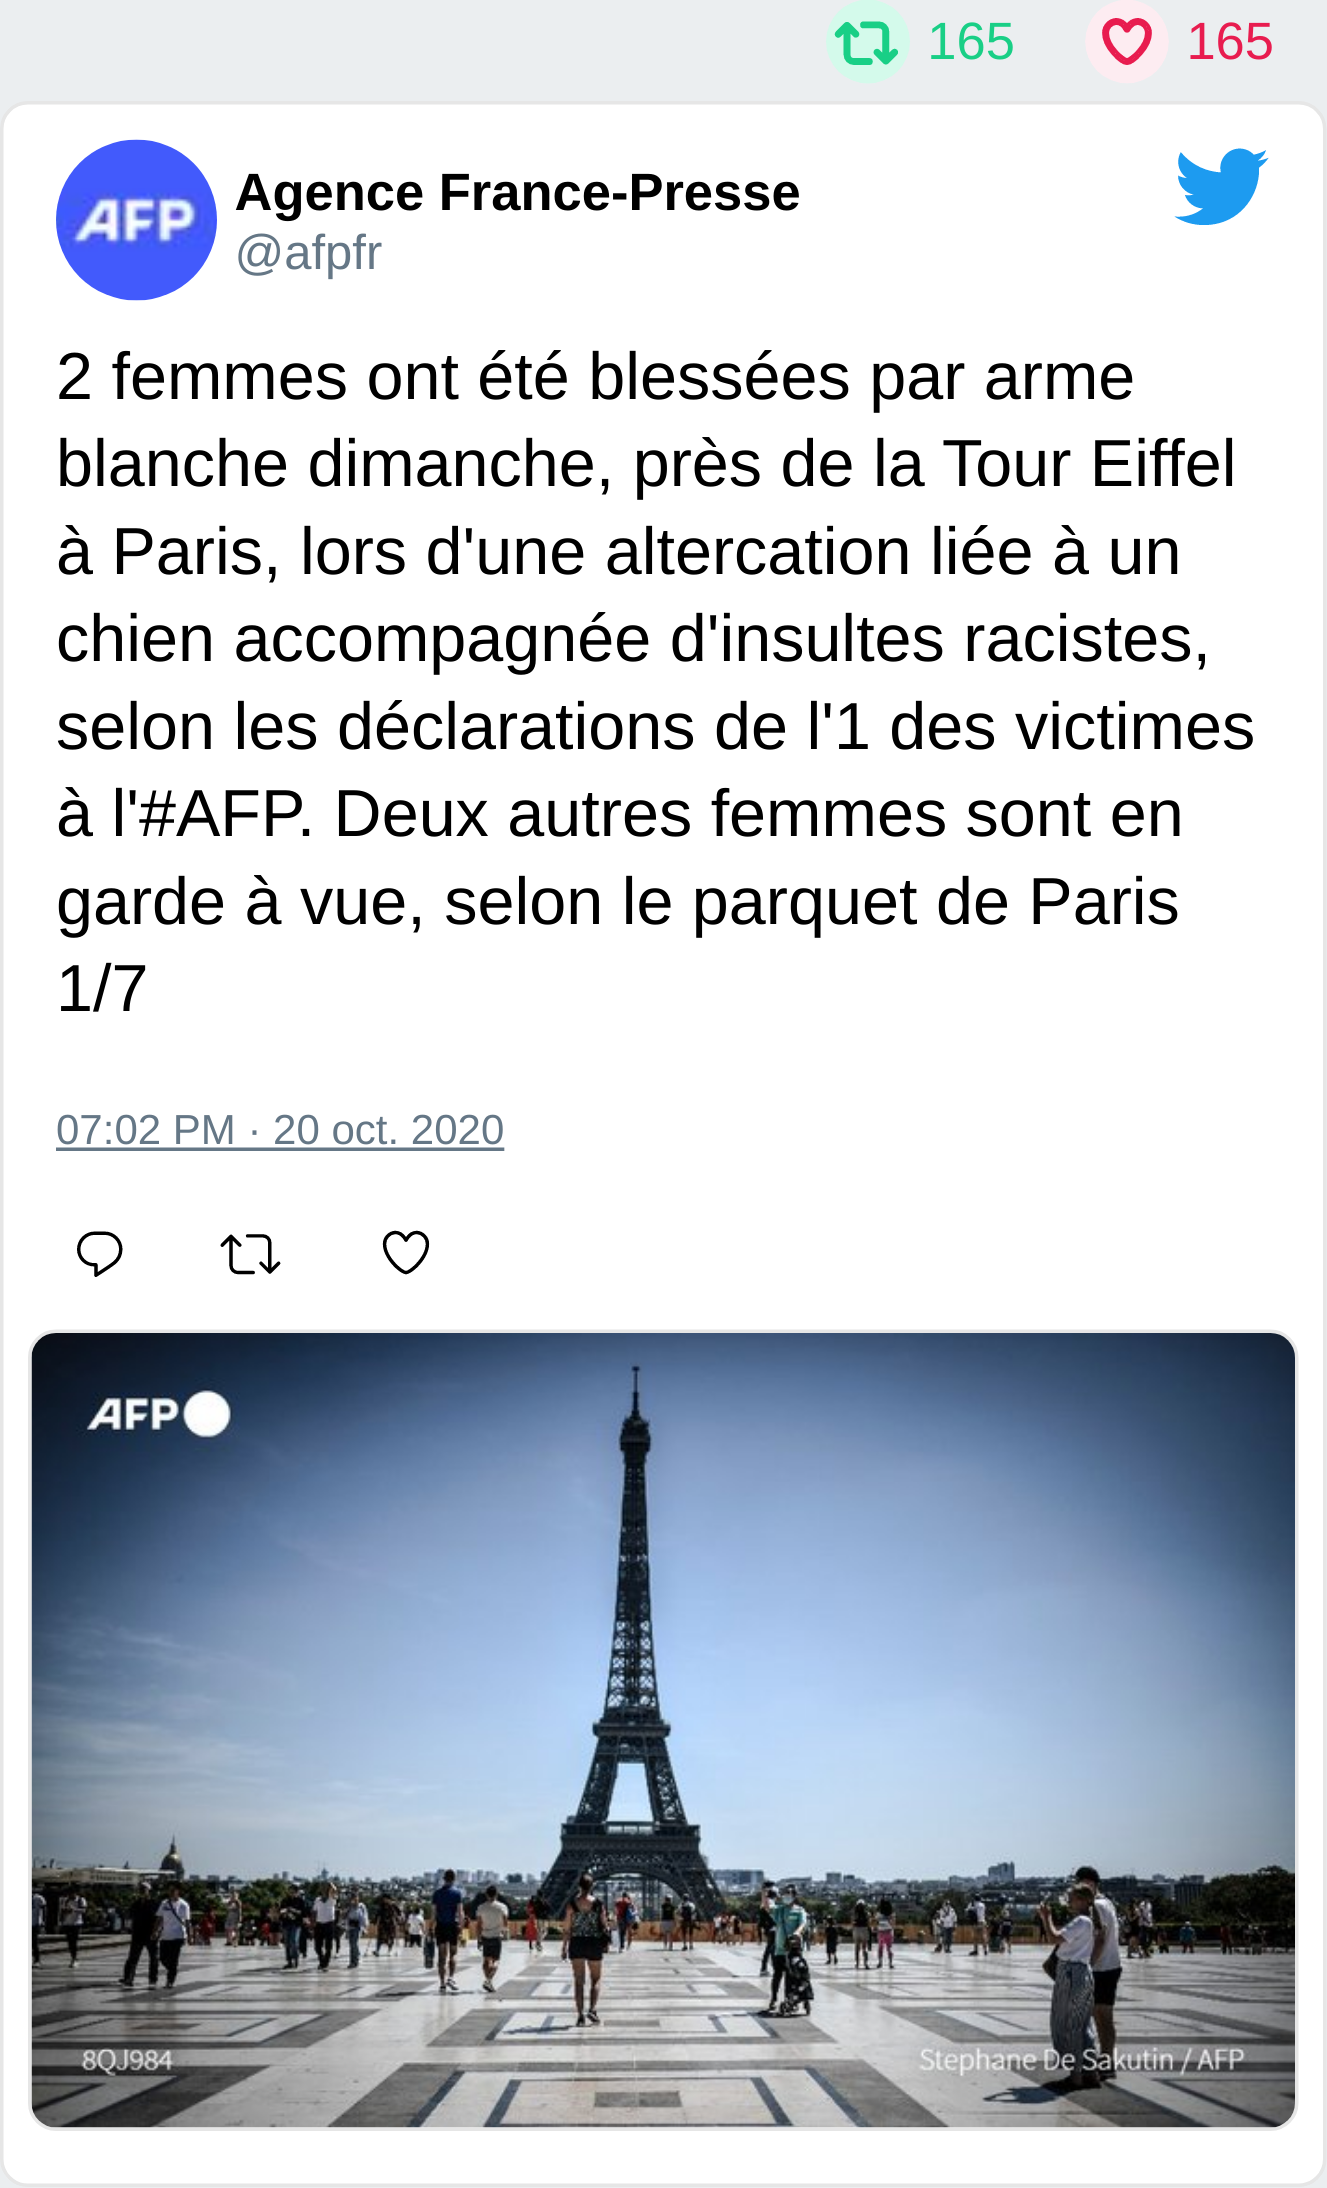 165 165
AFP
Agence France-Presse
@afpfr
2 femmes ont été blessées par arme
blanche dimanche, près de la Tour Eiffel
à Paris, lors d'une altercation liée à un
chien accompagnée d'insultes racistes,
selon les déclarations de l'1 des victimes
à l'#AFP. Deux autres femmes sont en
garde à vue, selon le parquet de Paris
1/7
07:02 PM · 20 oct. 2020
AFP
8QJ984
Stephane De Sakutin / AFP